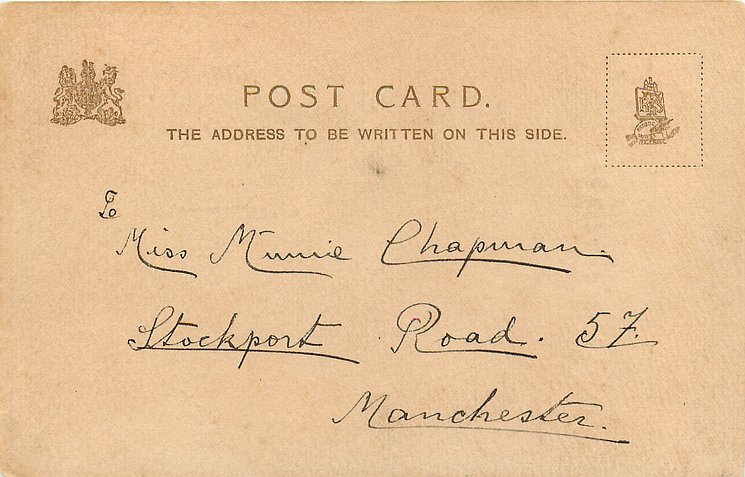 POST CARD.
THE ADDRESS TO BE WRITTEN ON THIS SIDE.
To
Miss Minnie Chapman.
Stockport Road. 57.
Manchester.